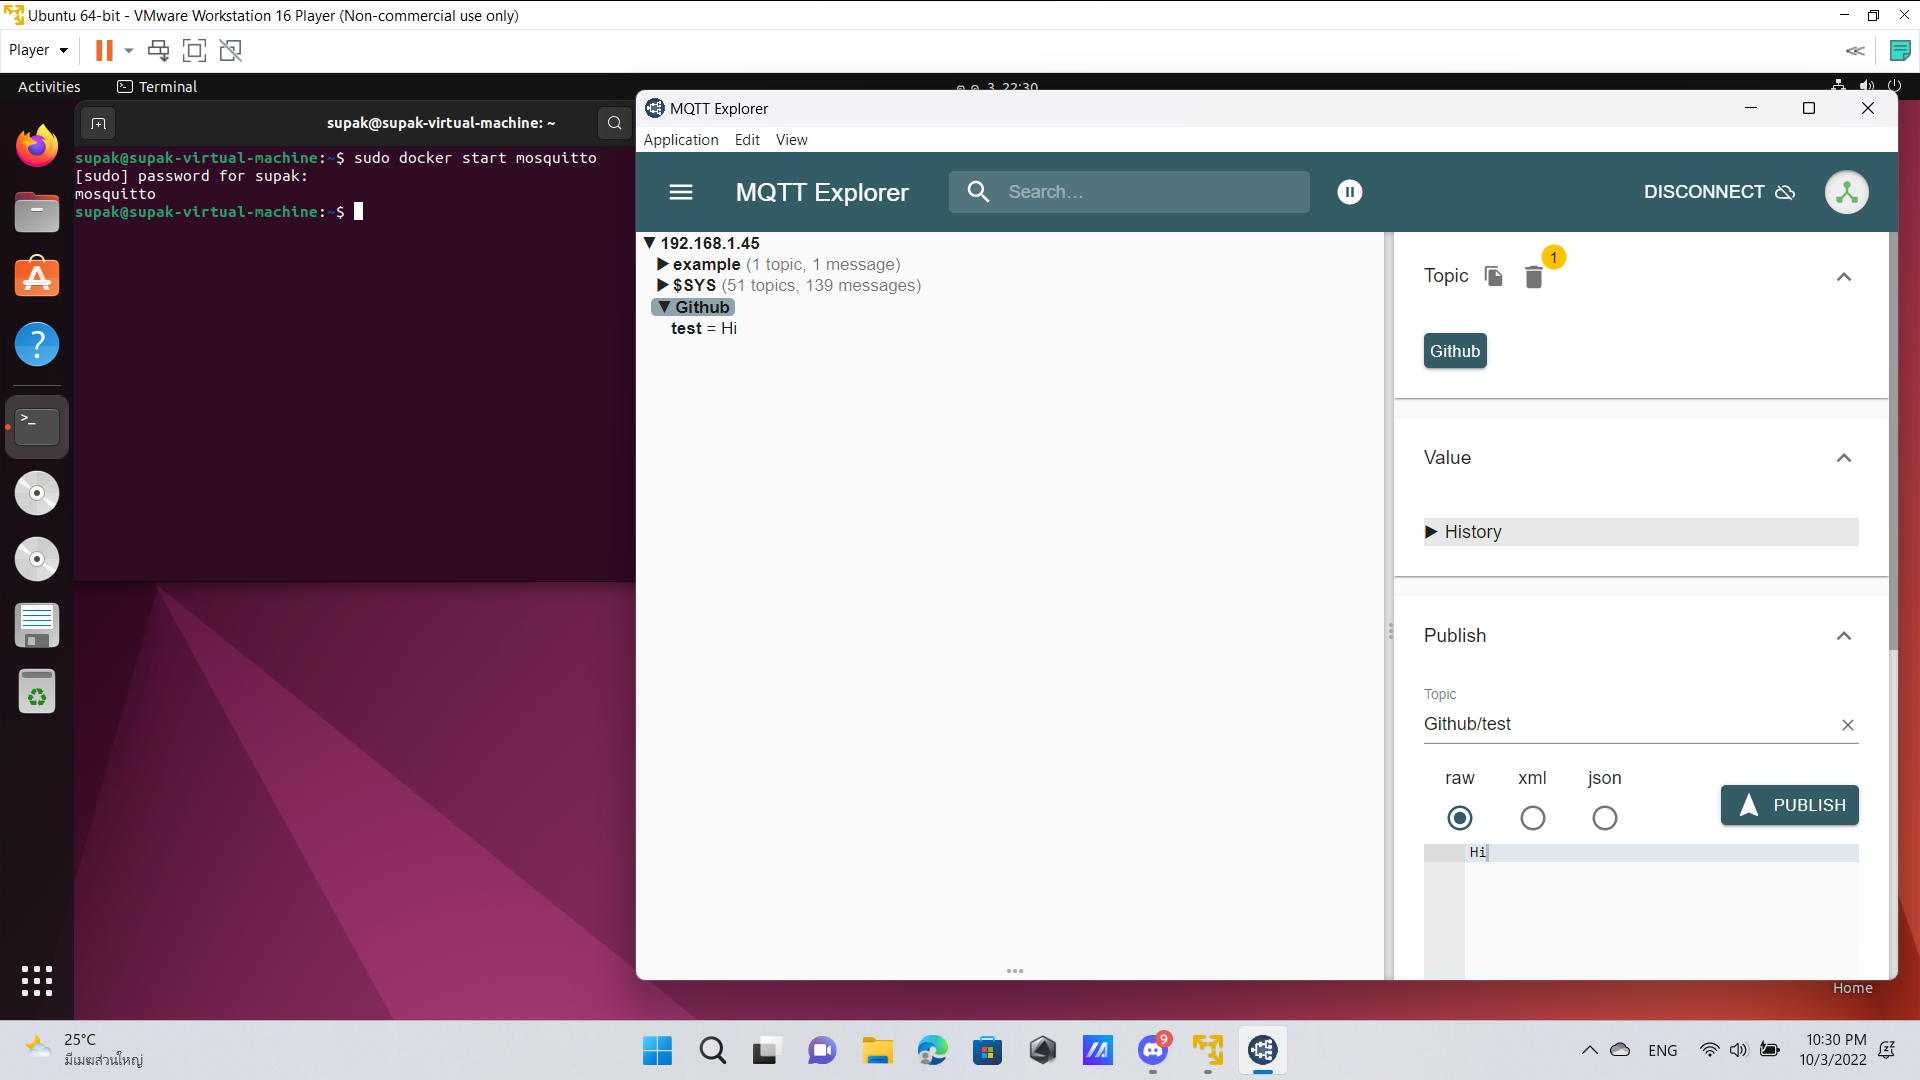 Ubuntu 64-bit - VMware Workstation 16 Player (Non-commercial use only)
Player
Activities
Terminal
3 22:30
supak@supak-virtual-machine: ~
supak@supak-virtual-machine:~$ sudo docker start mosquitto
[sudo] password for supak:
mosquitto
supak@supak-virtual-machine:~$
MQTT Explorer
Application Edit View
MQTT Explorer
Search...
DISCONNECT
192.168.1.45
example (1 topic, 1 message)
$SYS (51 topics, 139 messages)
Github
test = Hi
Topic
1
Github
Value
History
Publish
Topic
Github/test
raw xml json
PUBLISH
Hi
Home
25°C
มีเมฆส่วนใหญ่
9
ENG
10:30 PM
10/3/2022